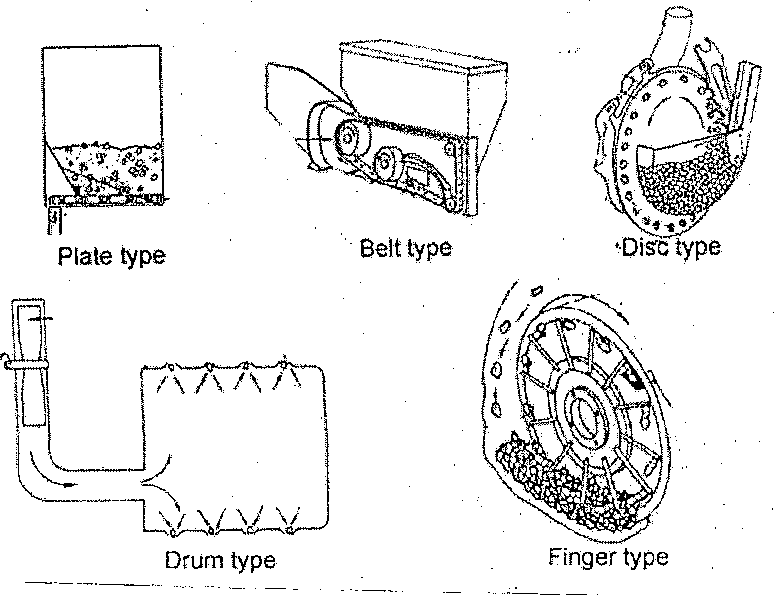 Plate type
Belt type
Disc type
Drum type
Finger type